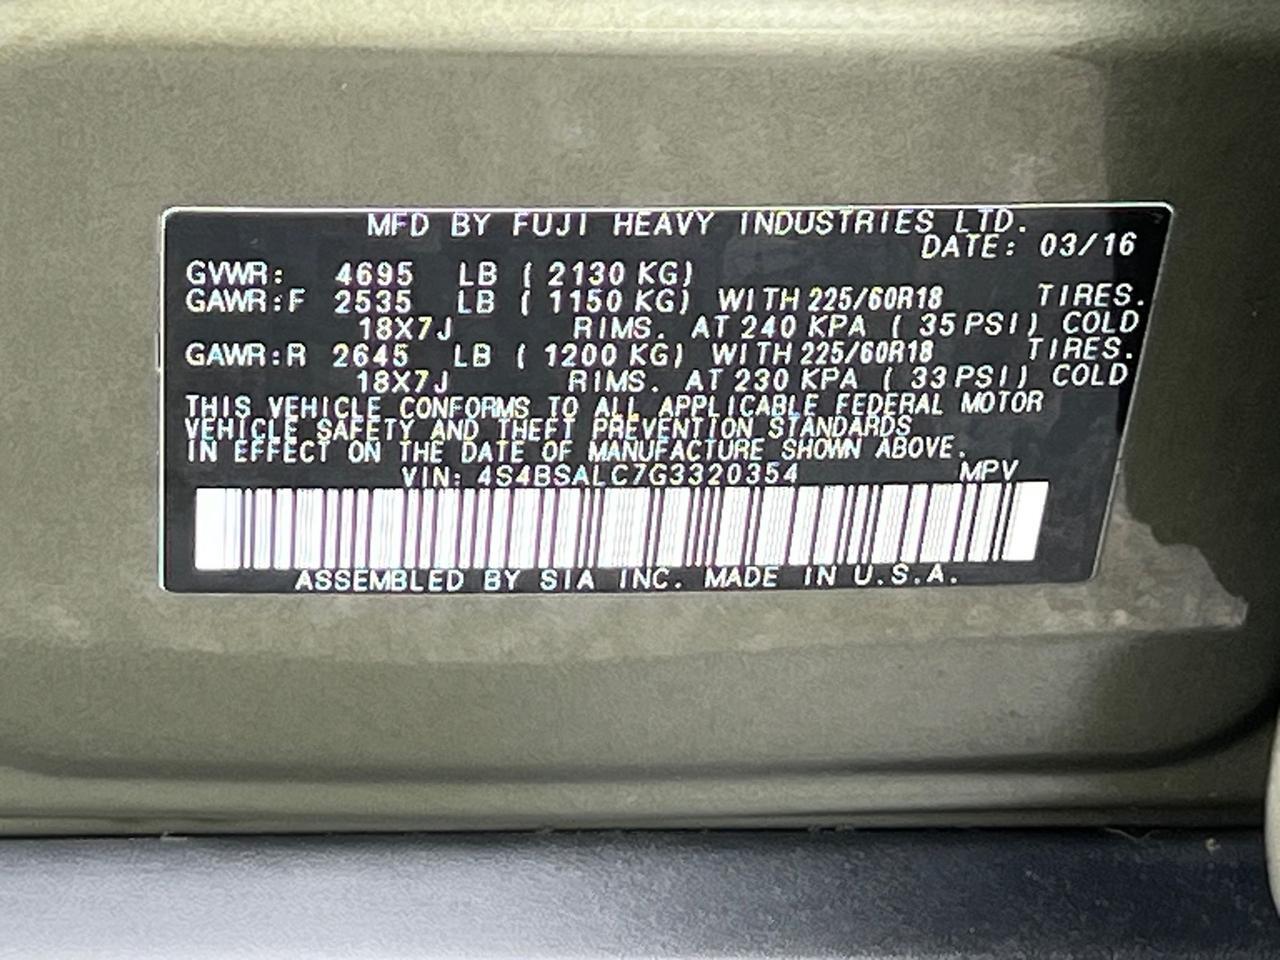 MFD BY FUJI HEAVY INDUSTRIES LTD.
DATE: 03/16
GVWR: 4695 LB ( 2130 KG)
GAWR:F 2535 LB ( 1150 KG) WITH 225/60R18 TIRES.
18X7J RIMS. AT 240 KPA ( 35 PSI) COLD
GAWR:R 2645 LB ( 1200 KG) WITH 225/60R18 TIRES.
18X7J RIMS. AT 230 KPA ( 33 PSI) COLD
THIS VEHICLE CONFORMS TO ALL APPLICABLE FEDERAL MOTOR
VEHICLE SAFETY AND THEFT PREVENTION STANDARDS
IN EFFECT ON THE DATE OF MANUFACTURE SHOWN ABOVE.
VIN: 4S4BSALC7G3320354 MPV
ASSEMBLED BY SIA INC. MADE IN U.S.A.